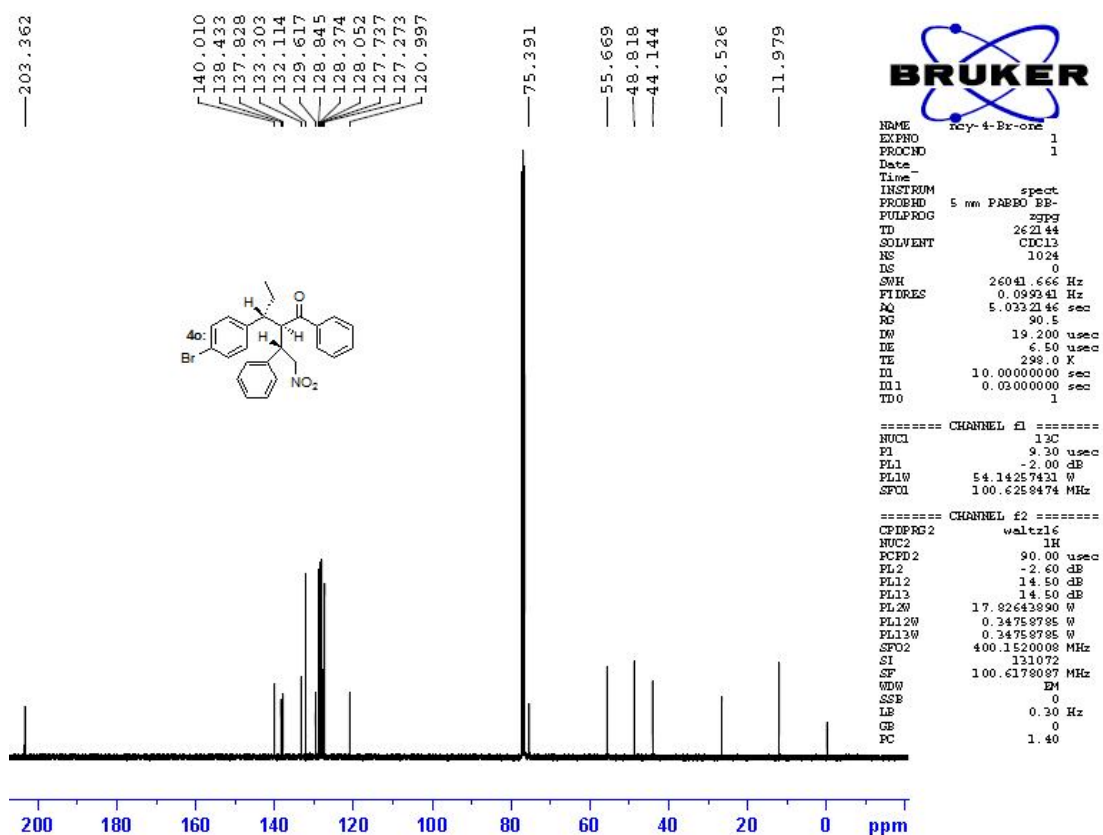 203.362
140.010
138.433
137.828
133.303
132.114
129.617
128.845
128.374
128.052
127.737
127.273
120.997
75.391
55.669
48.818
44.144
26.526
11.979
BRUKER
NAME ncy-4-Br-one
EXPNO 1
PROCNO 1
Date_
Time
INSTRUM spect
PROBHD 5 mm PABBO BB-
PULPROG zgpg
TD 262144
SOLVENT CDCl3
NS 1024
DS 0
SWH 26041.666 Hz
FIDRES 0.099341 Hz
AQ 5.0332146 sec
RG 90.5
DW 19.200 usec
DE 6.50 usec
TE 298.0 K
D1 10.00000000 sec
D11 0.03000000 sec
TD0 1
======== CHANNEL f1 ========
NUC1 13C
P1 9.30 usec
PL1 -2.00 dB
PL1W 54.14257431 W
SFO1 100.6258474 MHz
======== CHANNEL f2 ========
CPDPRG2 waltz16
NUC2 1H
PCPD2 90.00 usec
PL2 -2.60 dB
PL12 14.50 dB
PL13 14.50 dB
PL2W 17.82643890 W
PL12W 0.34759785 W
PL13W 0.34759785 W
SFO2 400.1520008 MHz
SI 131072
SF 100.6178087 MHz
WDW EM
SSB 0
LB 0.30 Hz
GB 0
PC 1.40
H O
4o:
H H
Br
NO2
200 180 160 140 120 100 80 60 40 20 0 ppm